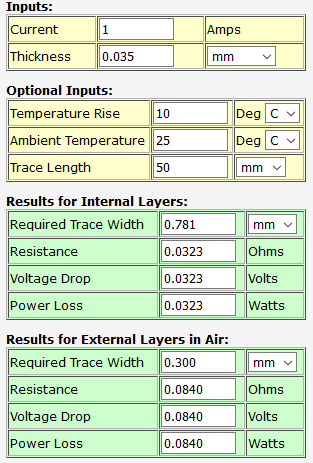 Inputs:
Current 1 Amps
Thickness 0.035 mm
Optional Inputs:
Temperature Rise 10 Deg C
Ambient Temperature 25 Deg C
Trace Length 50 mm
Results for Internal Layers:
Required Trace Width 0.781 mm
Resistance 0.0323 Ohms
Voltage Drop 0.0323 Volts
Power Loss 0.0323 Watts
Results for External Layers in Air:
Required Trace Width 0.300 mm
Resistance 0.0840 Ohms
Voltage Drop 0.0840 Volts
Power Loss 0.0840 Watts